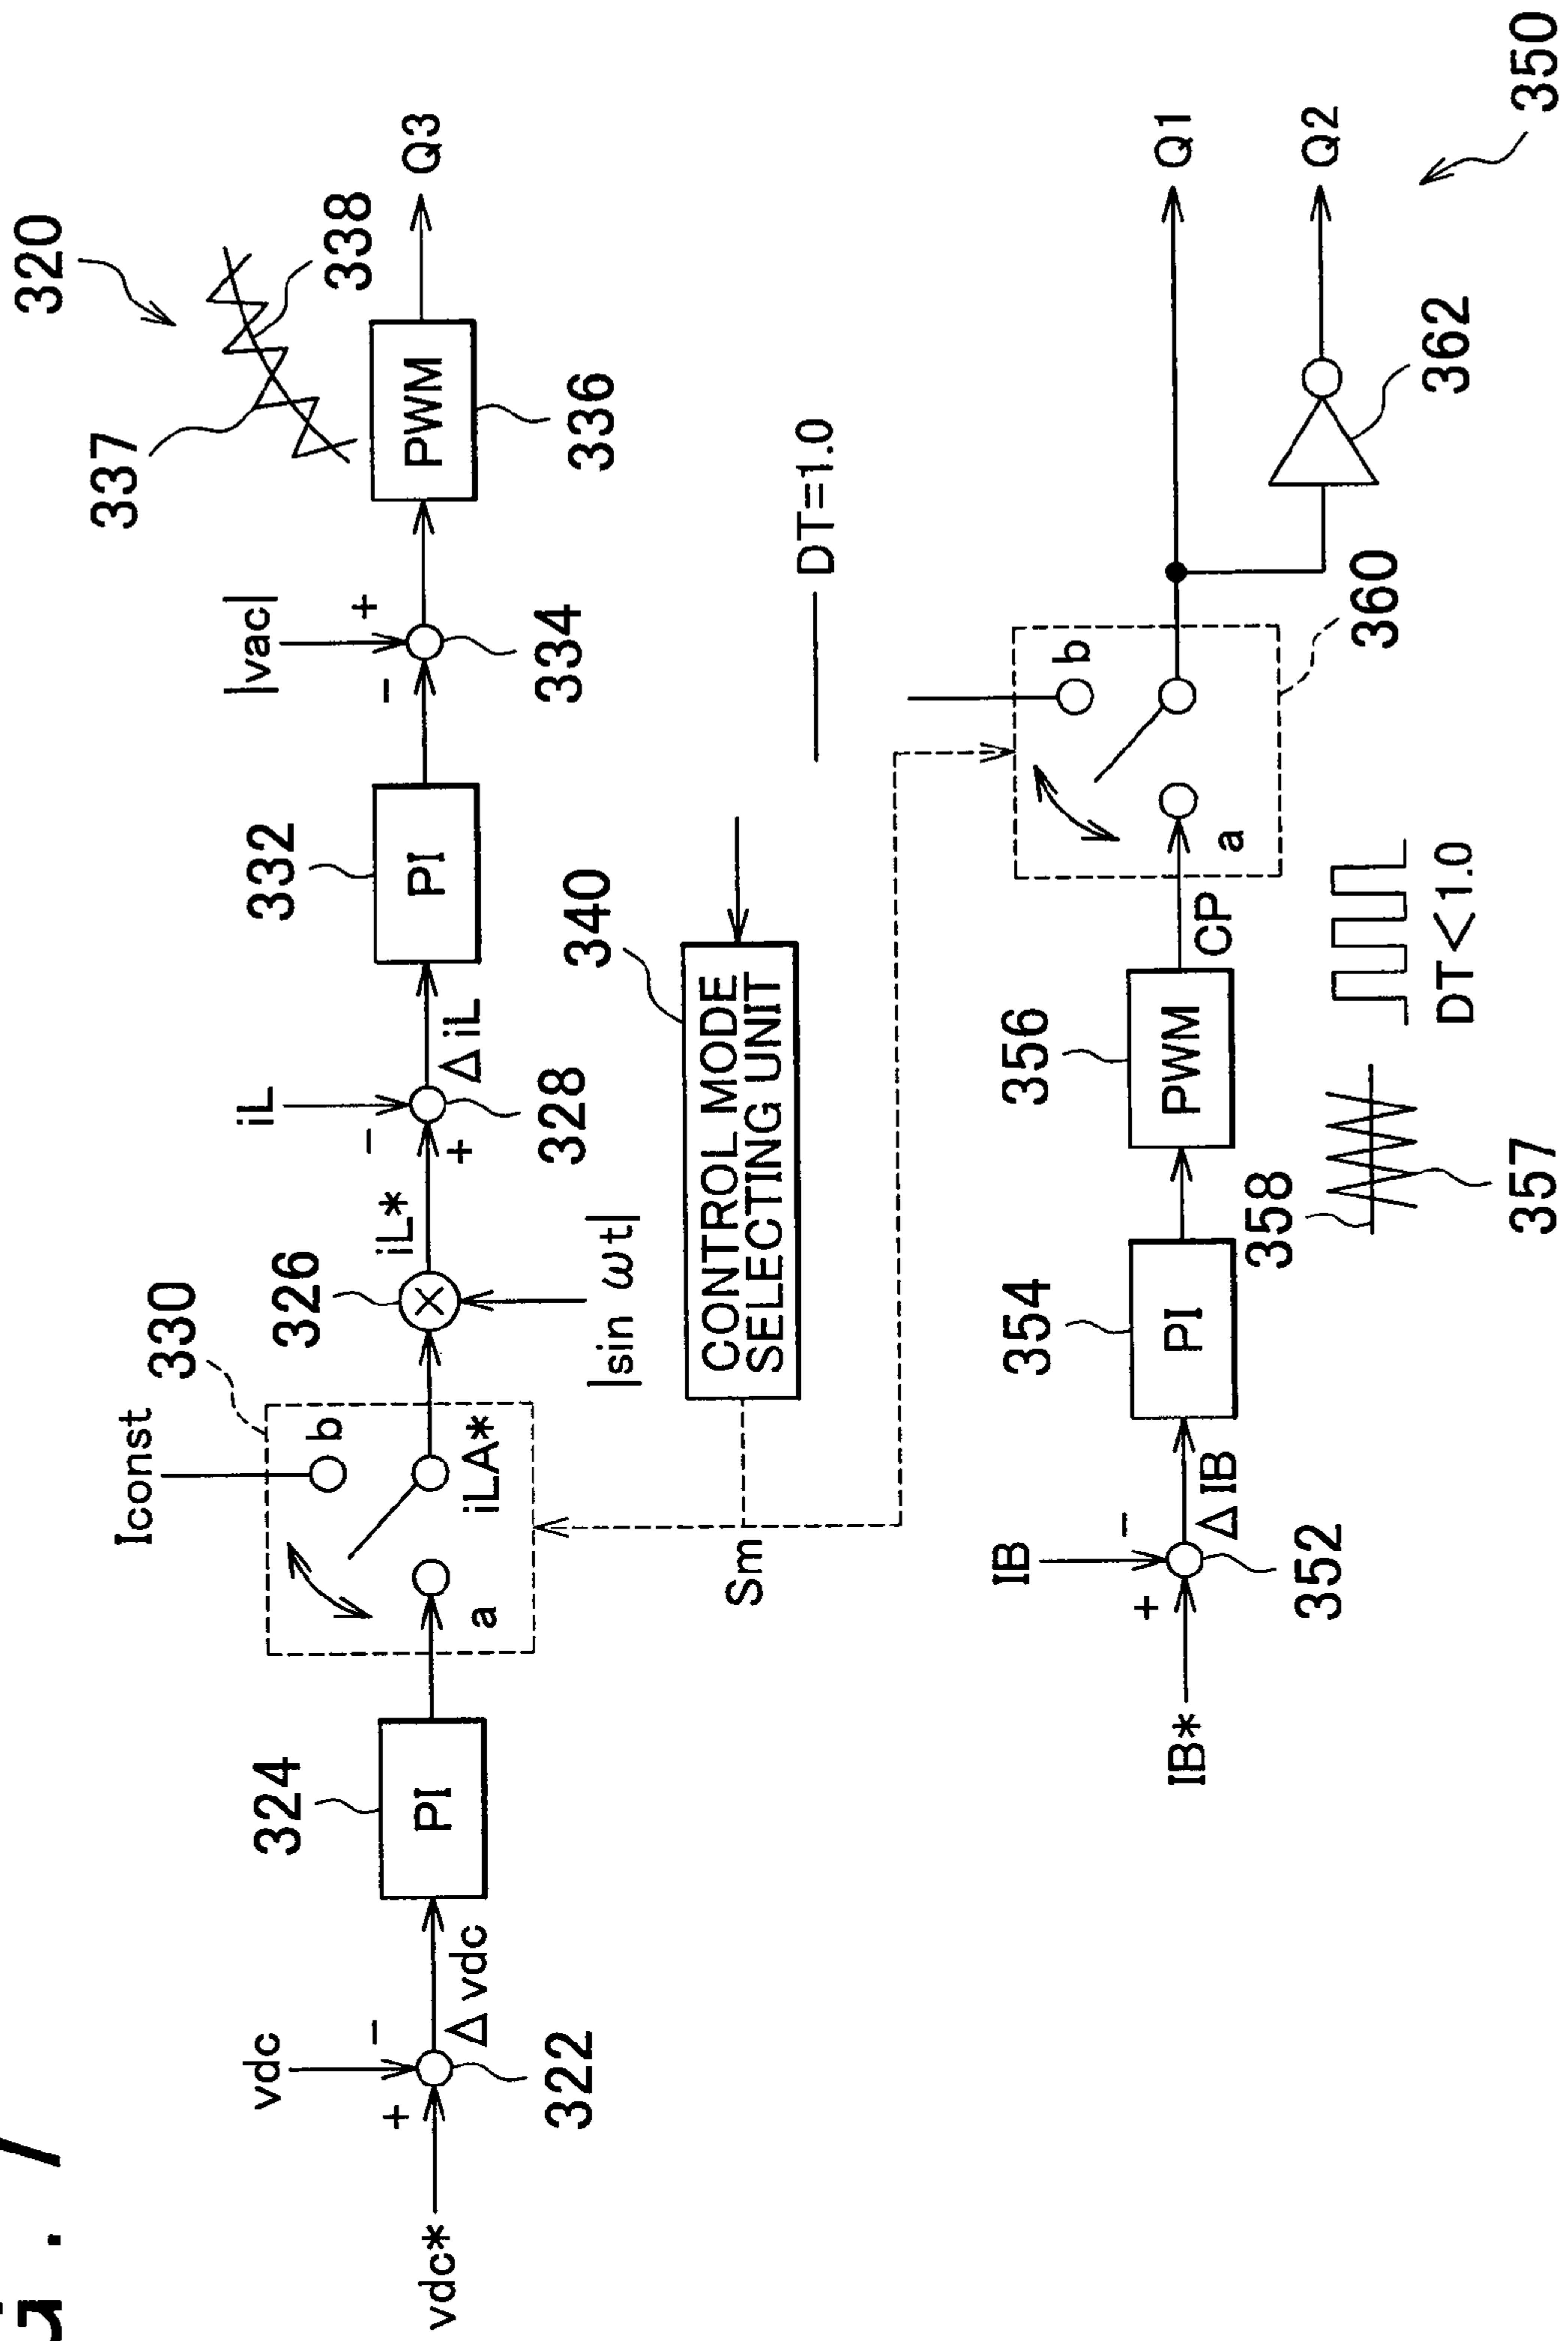 320
337
338
Q3
PWM
336
|vac|
+
-
334
PI
332
iL
-
+
ΔiL
328
iL*
326
|sin ωt|
330
Iconst
b
a
iLA*
324
PI
vdc
-
+
Δvdc
322
vdc*
340
CONTROL MODE
SELECTING UNIT
Sm
DT=1.0
350
Q1
Q2
362
360
b
a
CP
DT<1.0
356
PWM
358
357
354
PI
IB
-
+
ΔIB
352
IB*